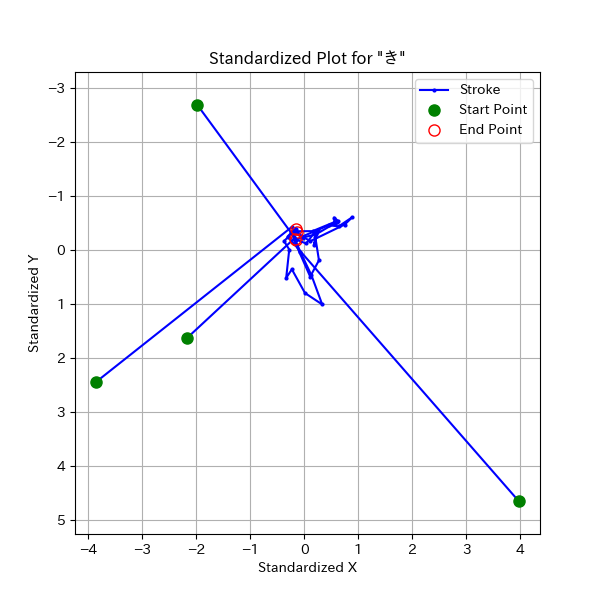 Standardized Plot for "き"
Stroke
Start Point
End Point
−3
−2
−1
0
1
2
3
4
5
Standardized Y
−4 −3 −2 −1 0 1 2 3 4
Standardized X